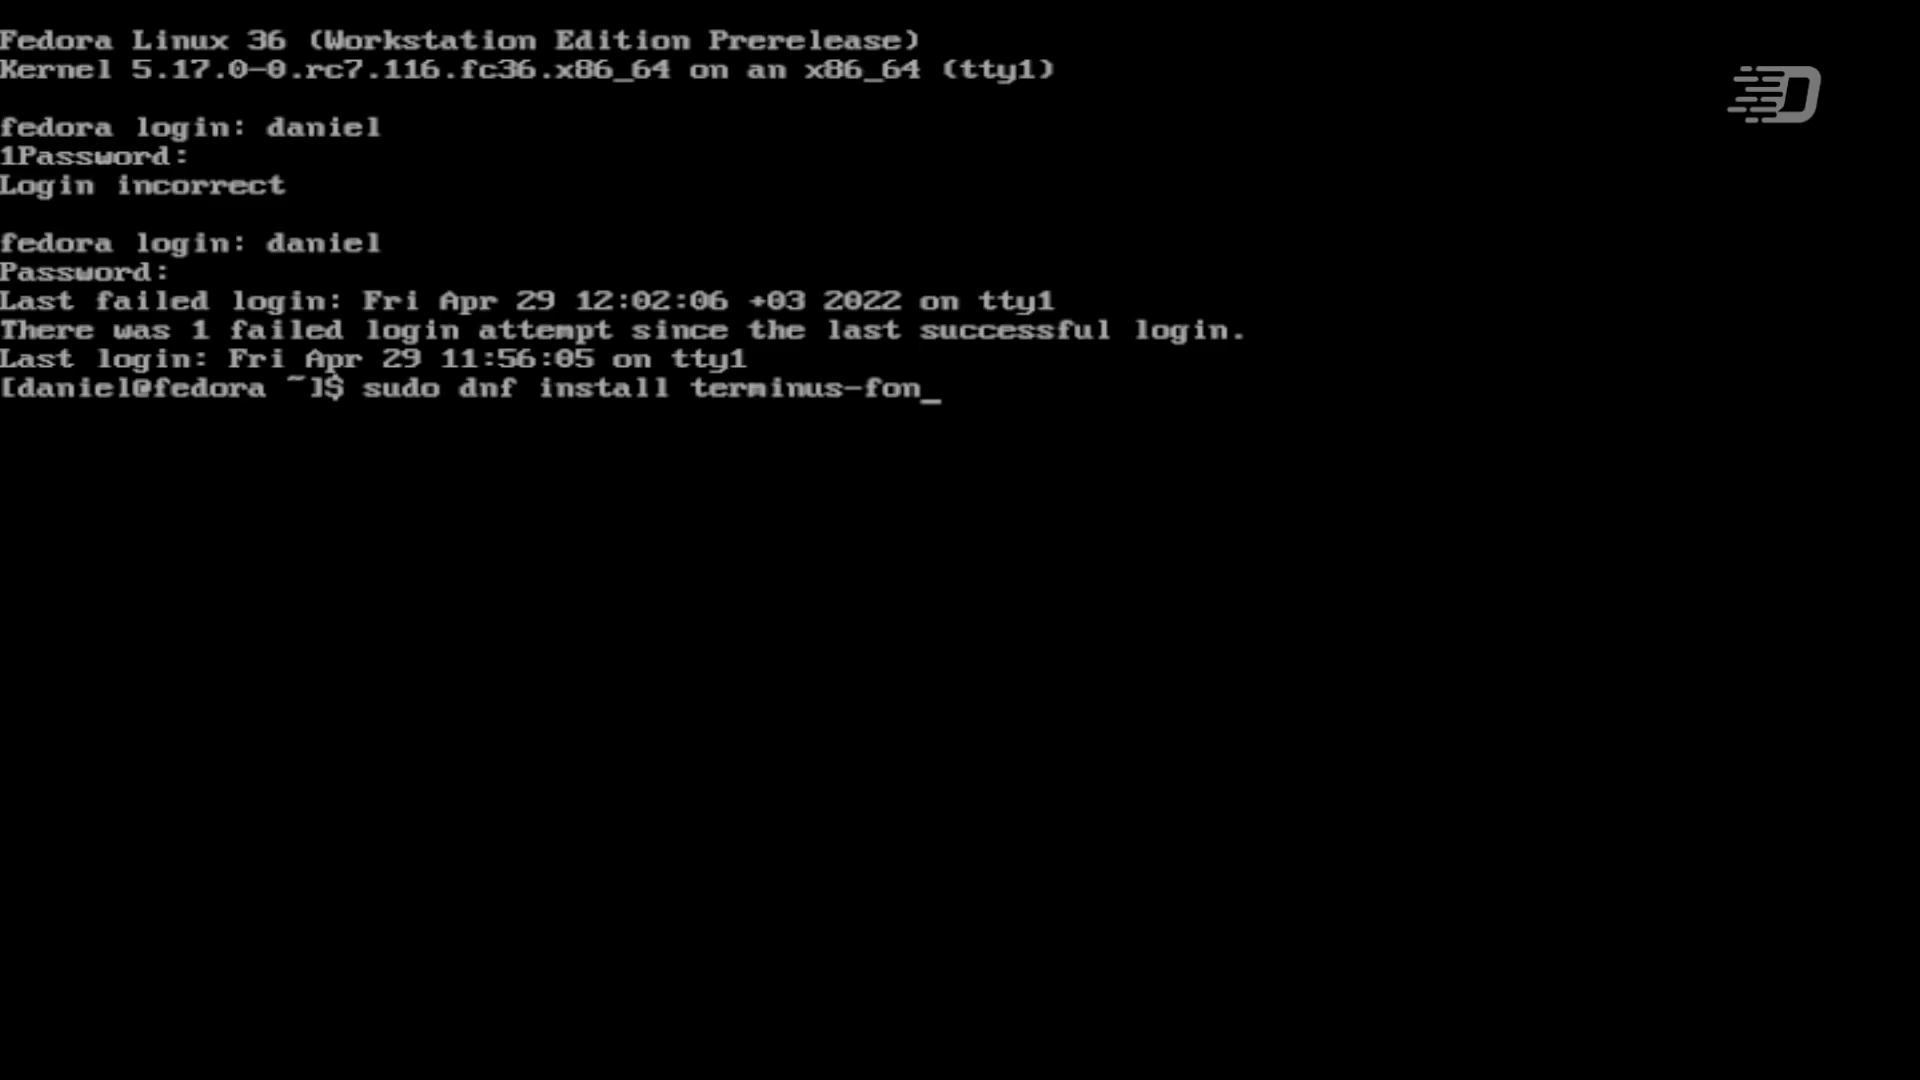 Fedora Linux 36 (Workstation Edition Prerelease)
Kernel 5.17.0-0.rc7.116.fc36.x86_64 on an x86_64 (tty1)
fedora login: daniel
1Password:
Login incorrect
fedora login: daniel
Password:
Last failed login: Fri Apr 29 12:02:06 +03 2022 on tty1
There was 1 failed login attempt since the last successful login.
Last login: Fri Apr 29 11:56:05 on tty1
[daniel@fedora ~]$ sudo dnf install terminus-fon_
D